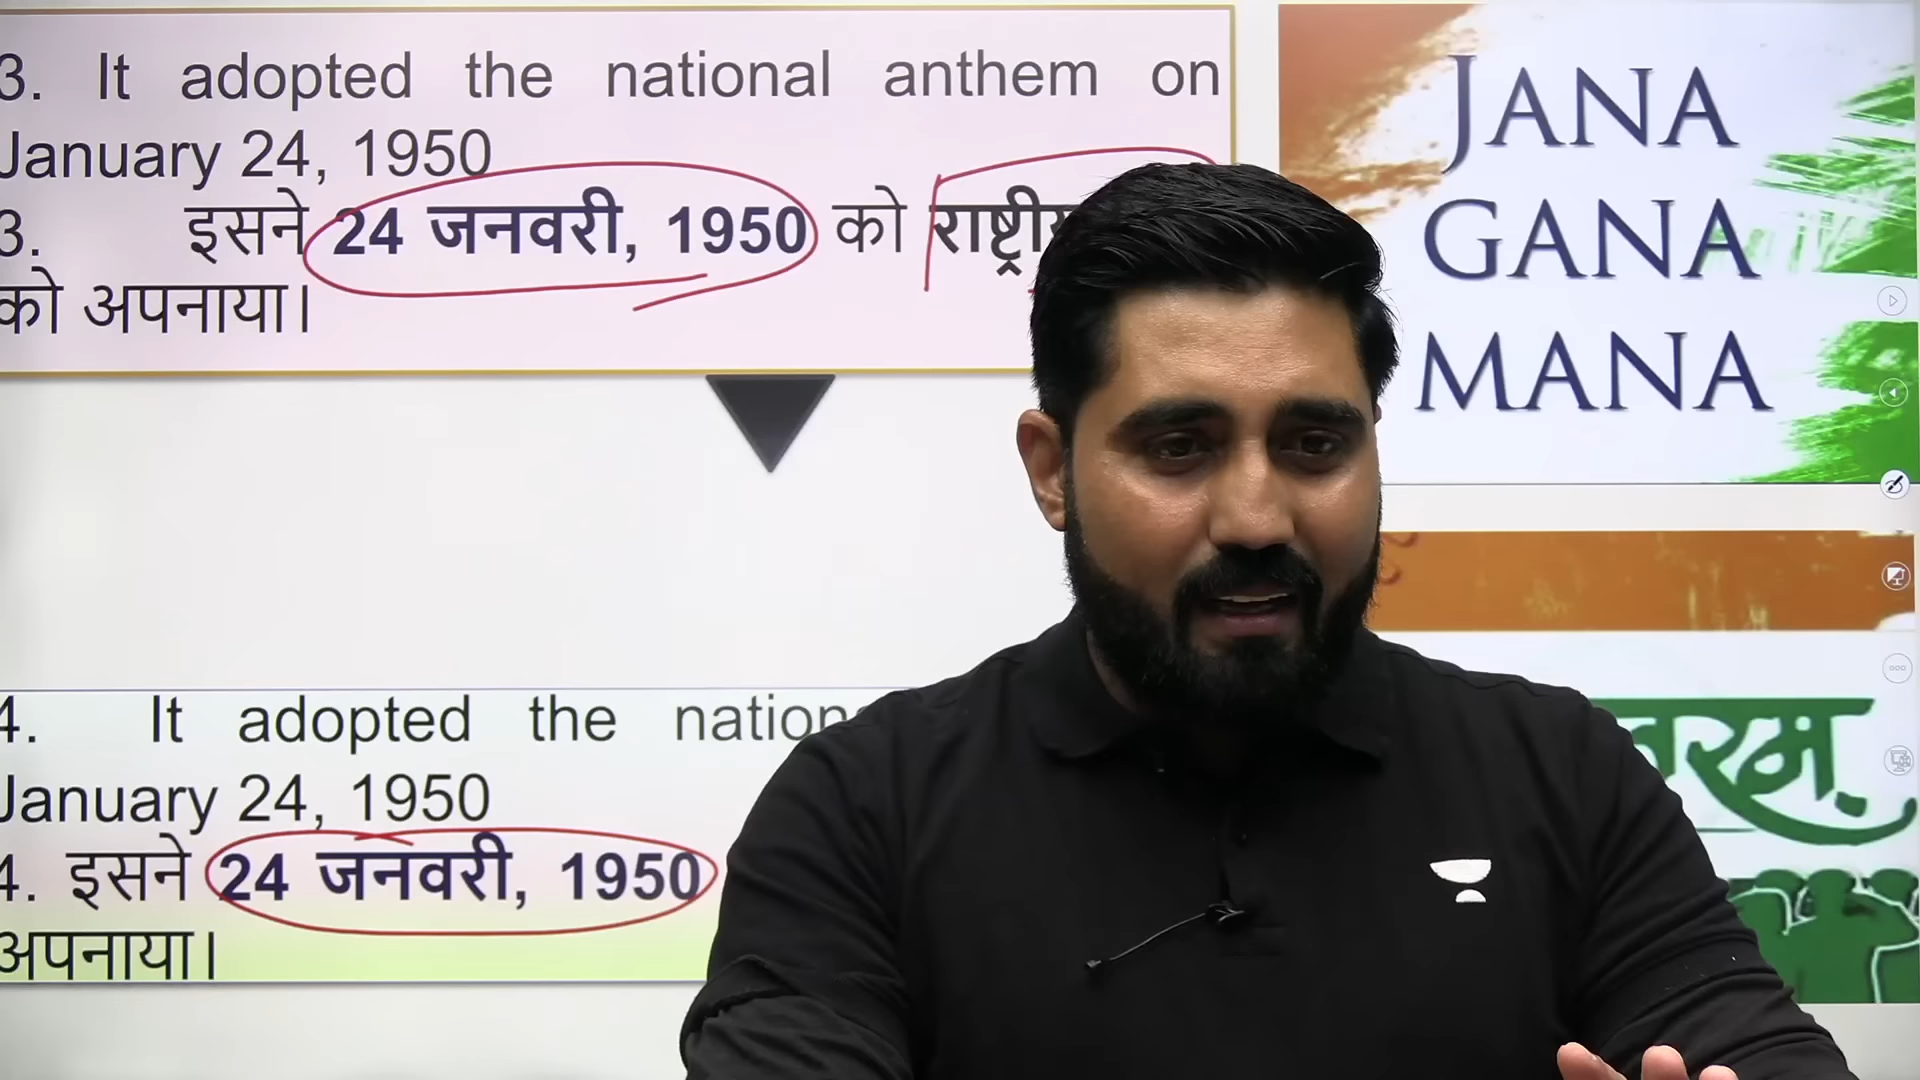 3. It adopted the national anthem on
January 24, 1950
3. इसने 24 जनवरी, 1950 को
को अपनाया।
4. It adopted the
January 24, 1950
4. इसने 24 जनवरी, 1950
अपनाया।
JANA
GANA
MANA